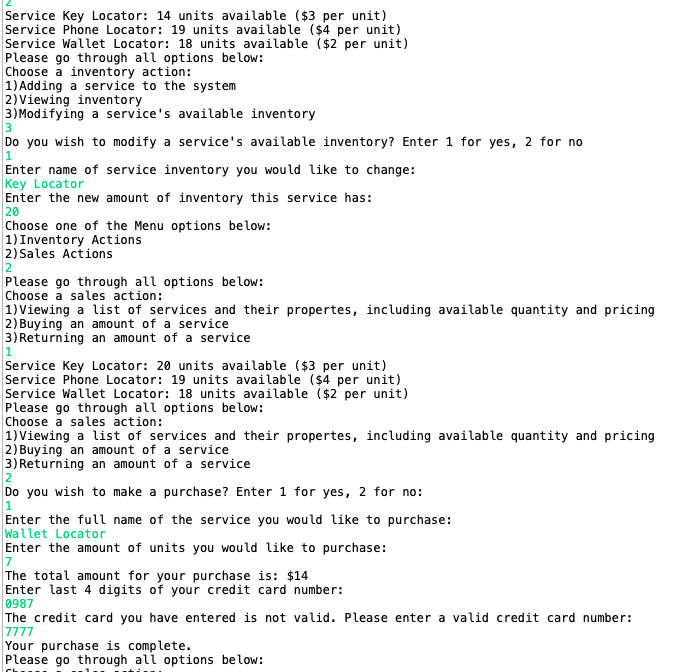 2
Service Key Locator: 14 units available ($3 per unit)
Service Phone Locator: 19 units available ($4 per unit)
Service Wallet Locator: 18 units available ($2 per unit)
Please go through all options below:
Choose a inventory action:
1)Adding a service to the system
2)Viewing inventory
3)Modifying a service's available inventory
3
Do you wish to modify a service's available inventory? Enter 1 for yes, 2 for no
1
Enter name of service inventory you would like to change:
Key Locator
Enter the new amount of inventory this service has:
20
Choose one of the Menu options below:
1)Inventory Actions
2)Sales Actions
2
Please go through all options below:
Choose a sales action:
1)Viewing a list of services and their propertes, including available quantity and pricing
2)Buying an amount of a service
3)Returning an amount of a service
1
Service Key Locator: 20 units available ($3 per unit)
Service Phone Locator: 19 units available ($4 per unit)
Service Wallet Locator: 18 units available ($2 per unit)
Please go through all options below:
Choose a sales action:
1)Viewing a list of services and their propertes, including available quantity and pricing
2)Buying an amount of a service
3)Returning an amount of a service
2
Do you wish to make a purchase? Enter 1 for yes, 2 for no:
1
Enter the full name of the service you would like to purchase:
Wallet Locator
Enter the amount of units you would like to purchase:
7
The total amount for your purchase is: $14
Enter last 4 digits of your credit card number:
0987
The credit card you have entered is not valid. Please enter a valid credit card number:
7777
Your purchase is complete.
Please go through all options below:
Choose a sales action: